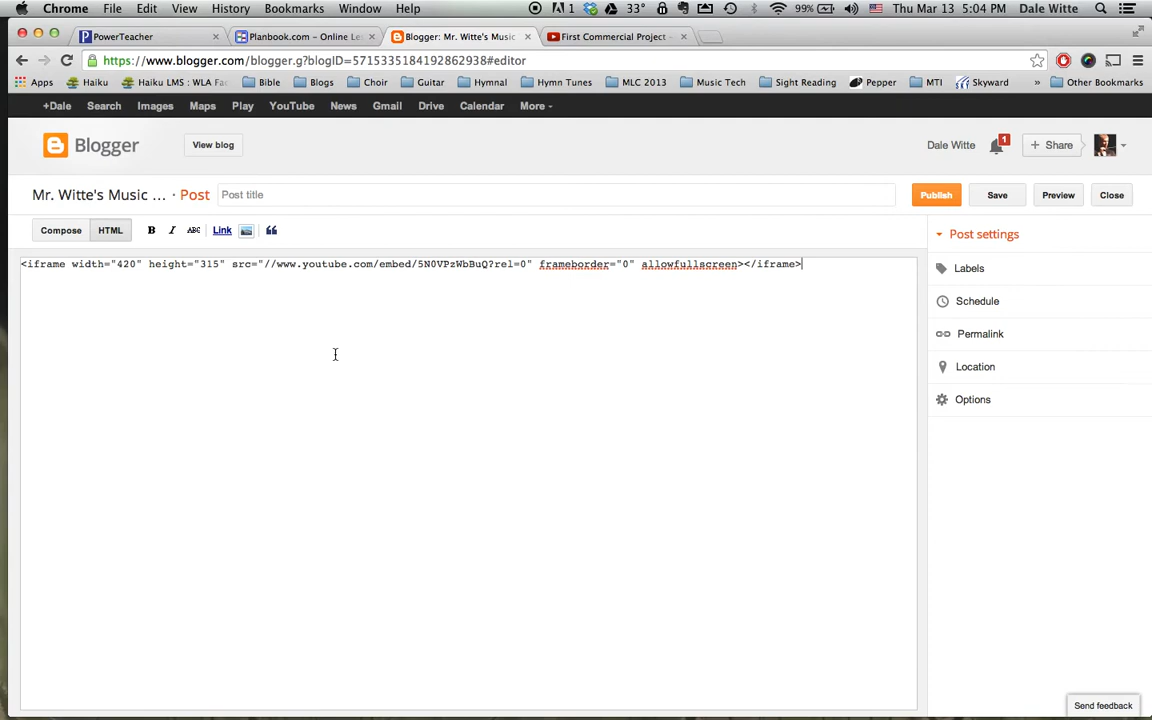 Chrome File Edit View History Bookmarks Window Help 1 33° 99% Thu Mar 13 5:04 PM Dale Witte
PowerTeacher × Planbook.com – Online Le × Blogger: Mr. Witte's Music × First Commercial Project – ×
https://www.blogger.com/blogger.g?blogID=5715335184192862938#editor
Apps Haiku Haiku LMS : WLA Fac Bible Blogs Choir Guitar Hymnal Hymn Tunes MLC 2013 Music Tech Sight Reading Pepper MTI Skyward » Other Bookmarks
+Dale Search Images Maps Play YouTube News Gmail Drive Calendar More
Blogger View blog Dale Witte 1 + Share
Mr. Witte's Music ... · Post Post title Publish Save Preview Close
Compose HTML B I ABC Link Post settings
<iframe width="420" height="315" src="//www.youtube.com/embed/5N0VPzWbBuQ?rel=0" frameborder="0" allowfullscreen></iframe>
Labels
Schedule
Permalink
Location
Options
Send feedback